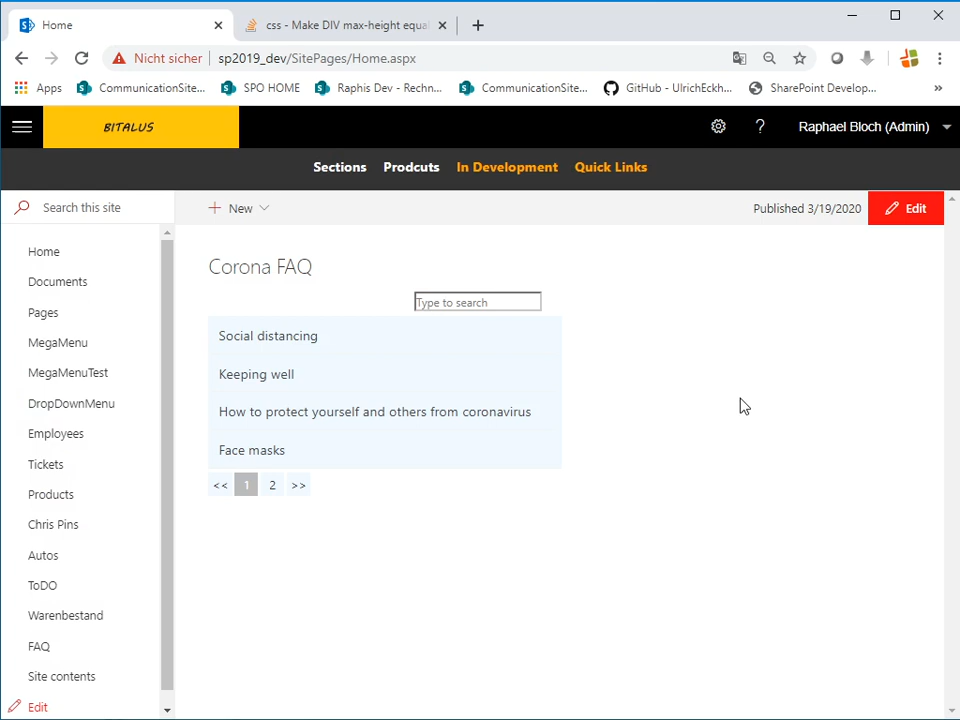 Home
css - Make DIV max-height equa
Nicht sicher sp2019_dev/SitePages/Home.aspx
Apps CommunicationSite... SPO HOME Raphis Dev - Rechn... CommunicationSite... GitHub - UlrichEckh... SharePoint Develop... »
BITALUS ? Raphael Bloch (Admin)
Sections Prodcuts In Development Quick Links
Search this site + New Published 3/19/2020 Edit
Home
Documents
Pages
MegaMenu
MegaMenuTest
DropDownMenu
Employees
Tickets
Products
Chris Pins
Autos
ToDO
Warenbestand
FAQ
Site contents
Edit
Corona FAQ
Type to search
Social distancing
Keeping well
How to protect yourself and others from coronavirus
Face masks
<< 1 2 >>